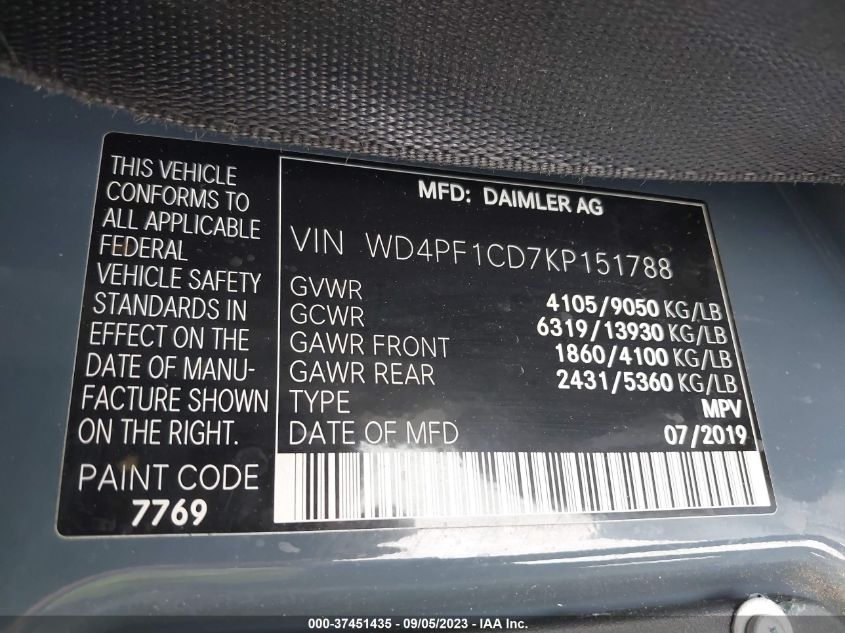 THIS VEHICLE
CONFORMS TO
ALL APPLICABLE
FEDERAL
VEHICLE SAFETY
STANDARDS IN
EFFECT ON THE
DATE OF MANU-
FACTURE SHOWN
ON THE RIGHT.
PAINT CODE
7769
MFD: DAIMLER AG
VIN WD4PF1CD7KP151788
GVWR 4105/9050 KG/LB
GCWR 6319/13930 KG/LB
GAWR FRONT 1860/4100 KG/LB
GAWR REAR 2431/5360 KG/LB
TYPE MPV
DATE OF MFD 07/2019
000-37451435 - 09/05/2023 - © IAA Inc.